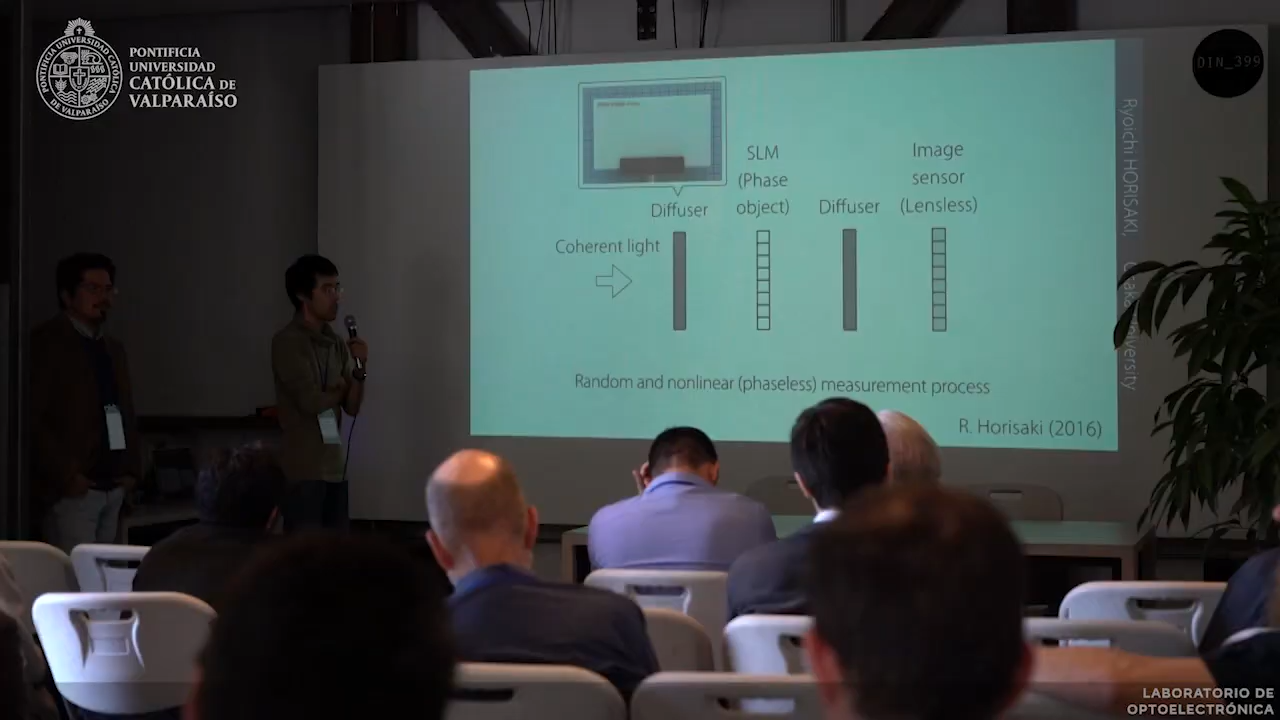 PONTIFICIA
UNIVERSIDAD
CATÓLICA DE
VALPARAÍSO
DIN_399
SLM
(Phase
object)
Image
sensor
(Lensless)
Diffuser
Diffuser
Coherent light
Random and nonlinear (phaseless) measurement process
R. Horisaki (2016)
Ryoichi HORISAKI,
LABORATORIO DE
OPTOELECTRÓNICA